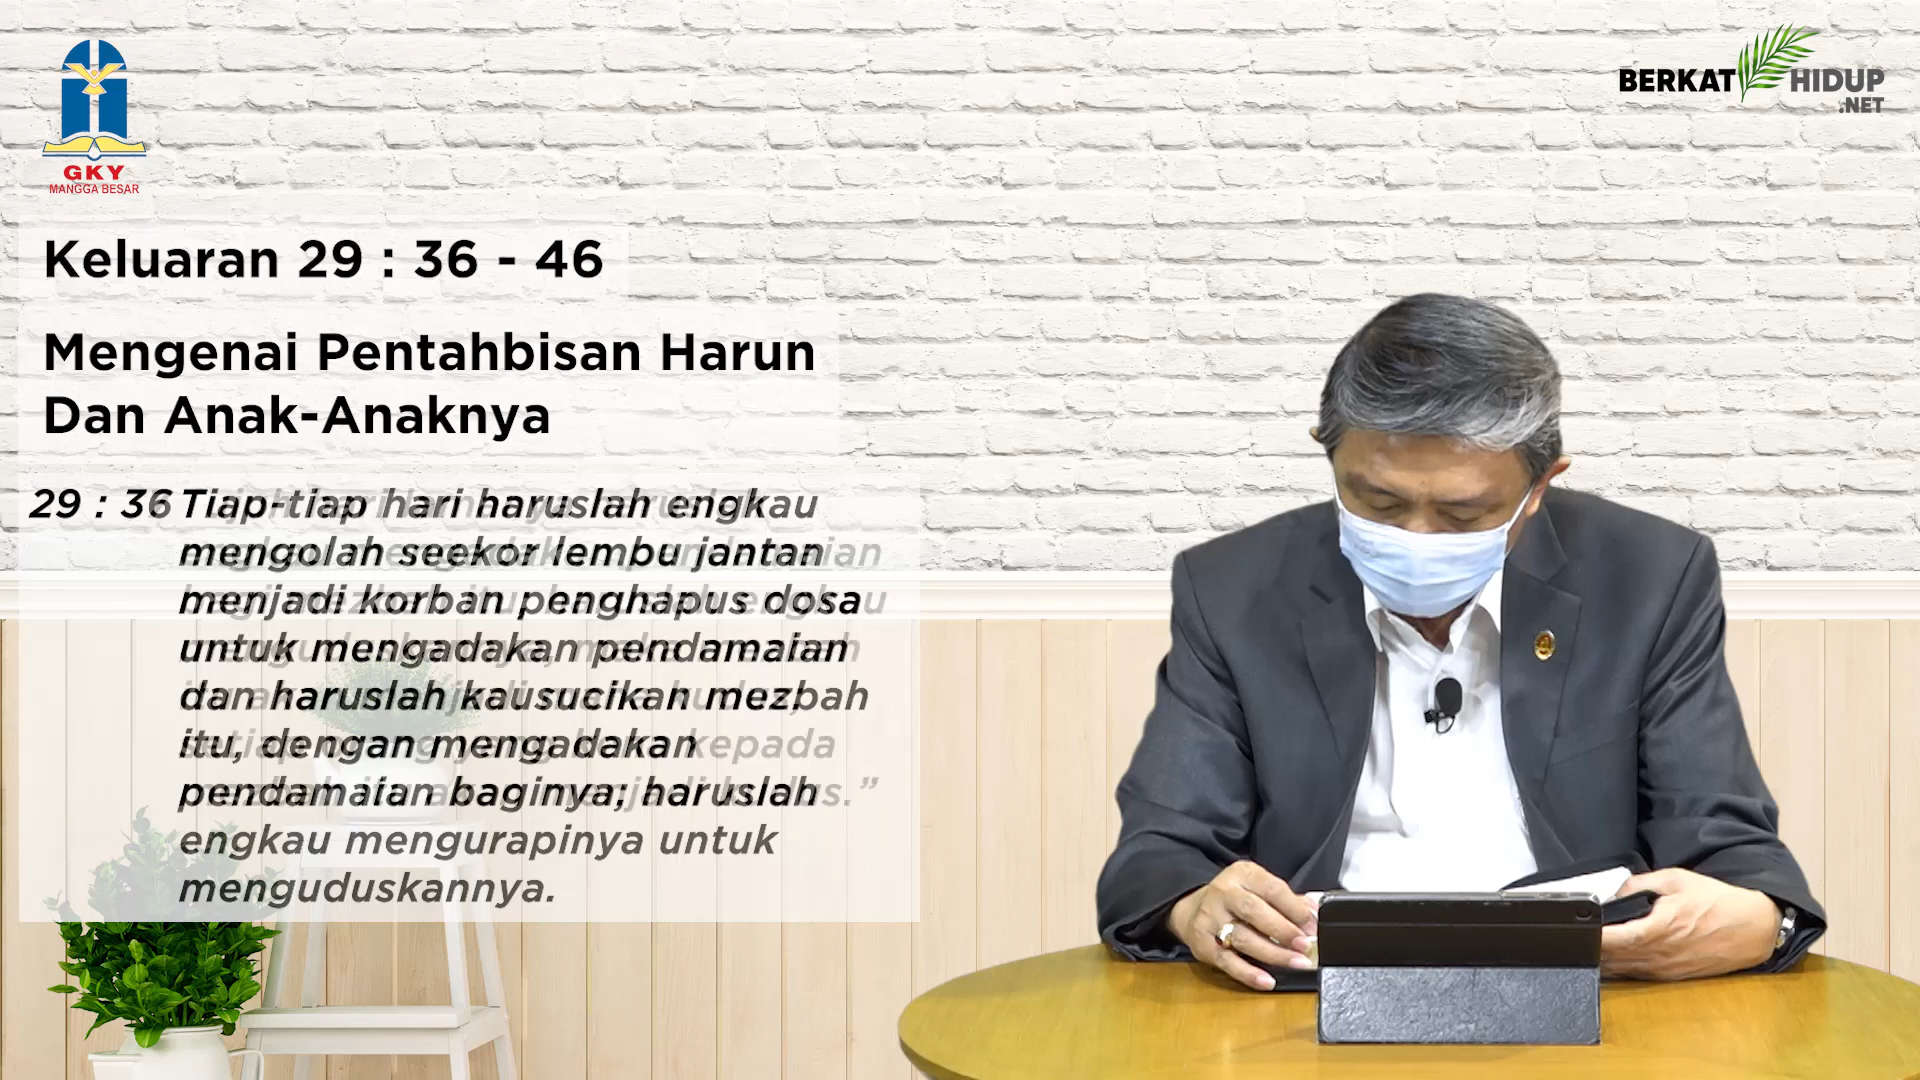 GKY
MANGGA BESAR
BERKAT HIDUP
.NET
Keluaran 29 : 36 - 46
Mengenai Pentahbisan Harun
Dan Anak-Anaknya
29 : 36 Tiap-tiap hari haruslah engkau
mengolah seekor lembu jantan
menjadi korban penghapus dosa
untuk mengadakan pendamaian
dan haruslah kausucikan mezbah
itu, dengan mengadakan
pendamaian baginya; haruslah
engkau mengurapinya untuk
menguduskannya.